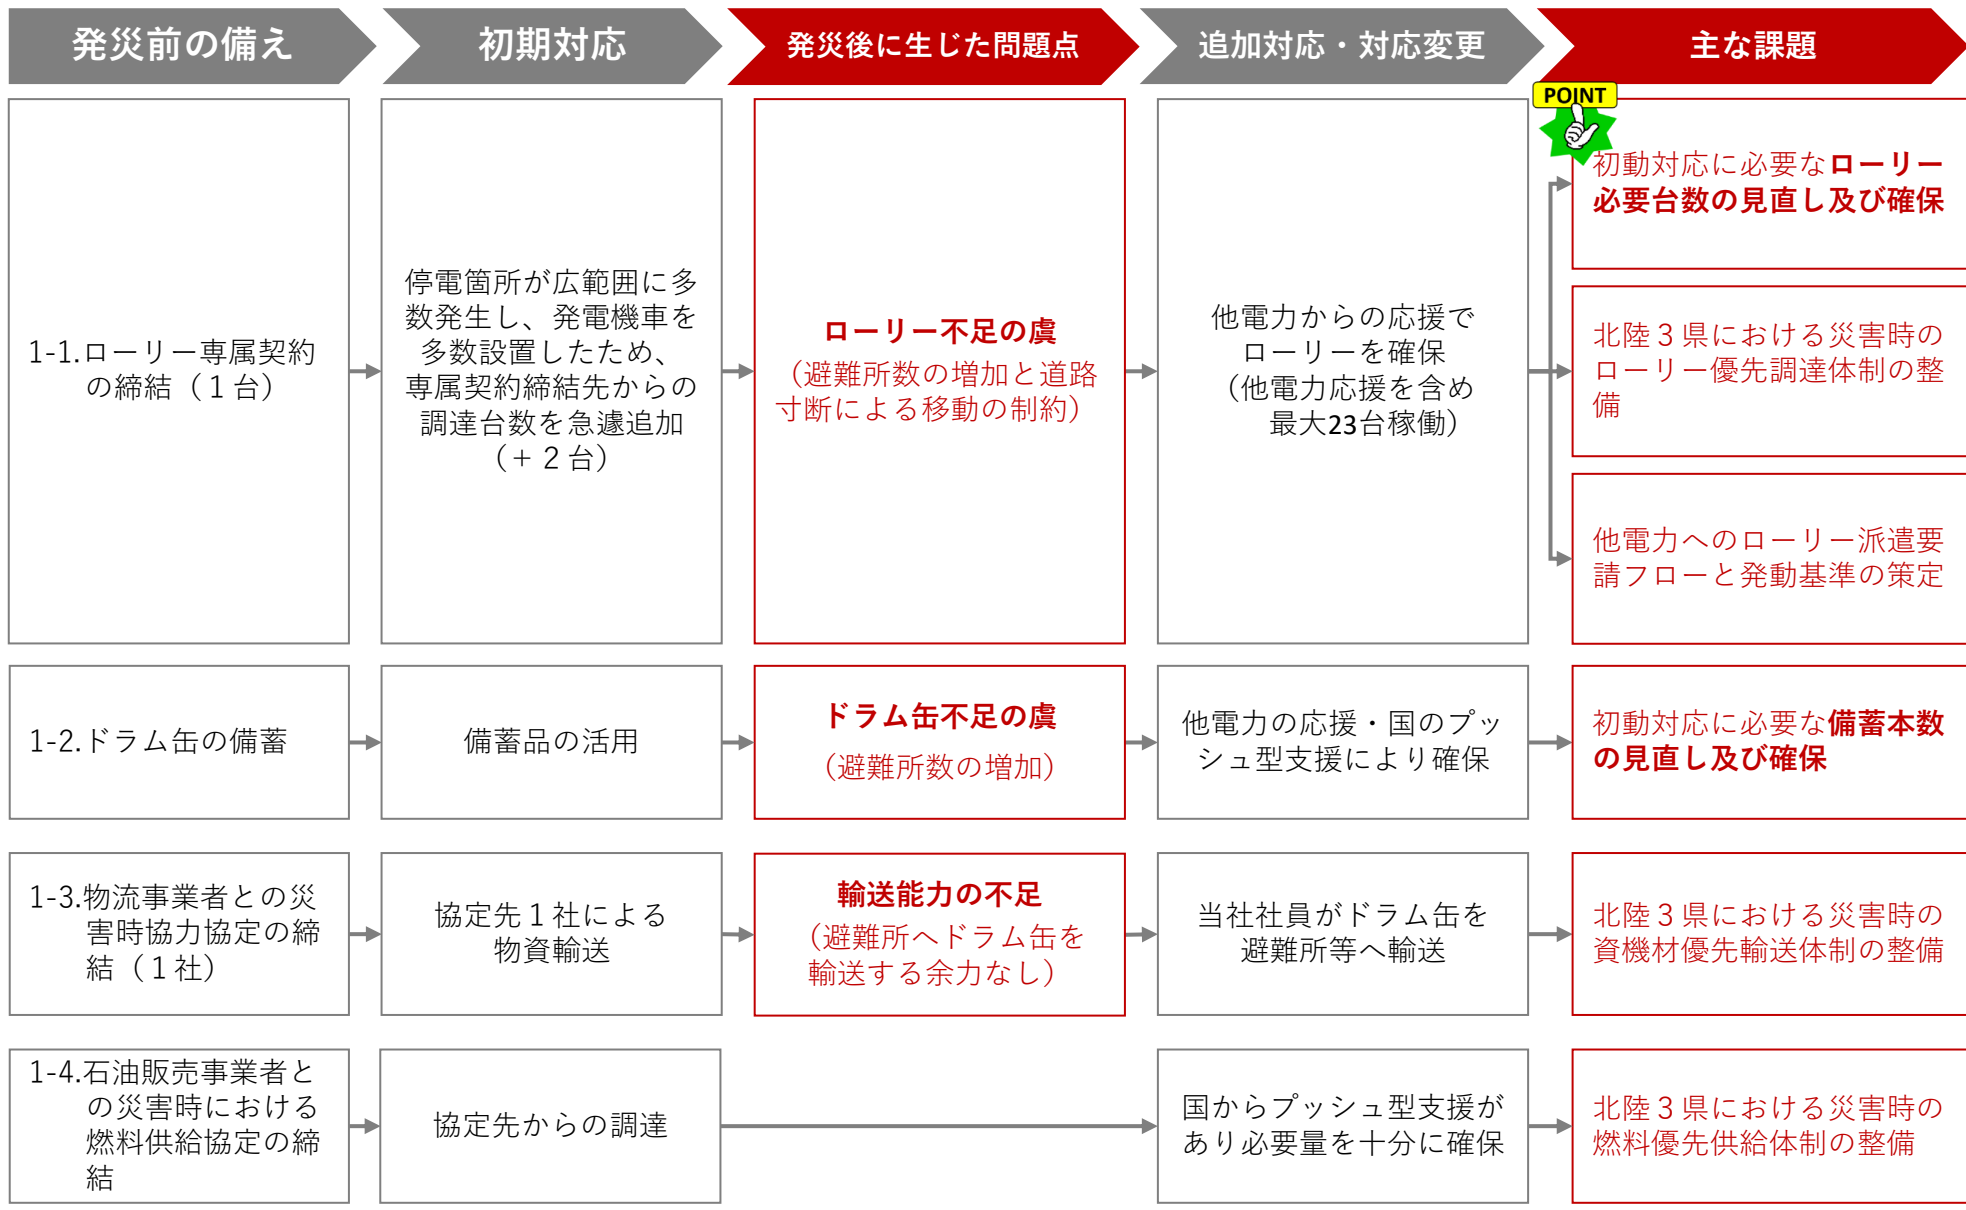 発災前の備え
初期対応
発災後に生じた問題点
追加対応・対応変更
主な課題
1-1.ローリー専属契約
の締結（１台）
停電箇所が広範囲に多
数発生し、発電機車を
多数設置したため、
専属契約締結先からの
調達台数を急遽追加
（+２台）
ローリー不足の虞
（避難所数の増加と道路
寸断による移動の制約）
他電力からの応援で
ローリーを確保
（他電力応援を含め
最大23台稼働）
POINT
初動対応に必要なローリー
必要台数の見直し及び確保
北陸３県における災害時の
ローリー優先調達体制の整
備
他電力へのローリー派遣要
請フローと発動基準の策定
1-2.ドラム缶の備蓄
備蓄品の活用
ドラム缶不足の虞
（避難所数の増加）
他電力の応援・国のプッ
シュ型支援により確保
初動対応に必要な備蓄本数
の見直し及び確保
1-3.物流事業者との災
害時協力協定の締
結（１社）
協定先１社による
物資輸送
輸送能力の不足
（避難所へドラム缶を
輸送する余力なし）
当社社員がドラム缶を
避難所等へ輸送
北陸３県における災害時の
資機材優先輸送体制の整備
1-4.石油販売事業者と
の災害時における
燃料供給協定の締
結
協定先からの調達
国からプッシュ型支援が
あり必要量を十分に確保
北陸３県における災害時の
燃料優先供給体制の整備